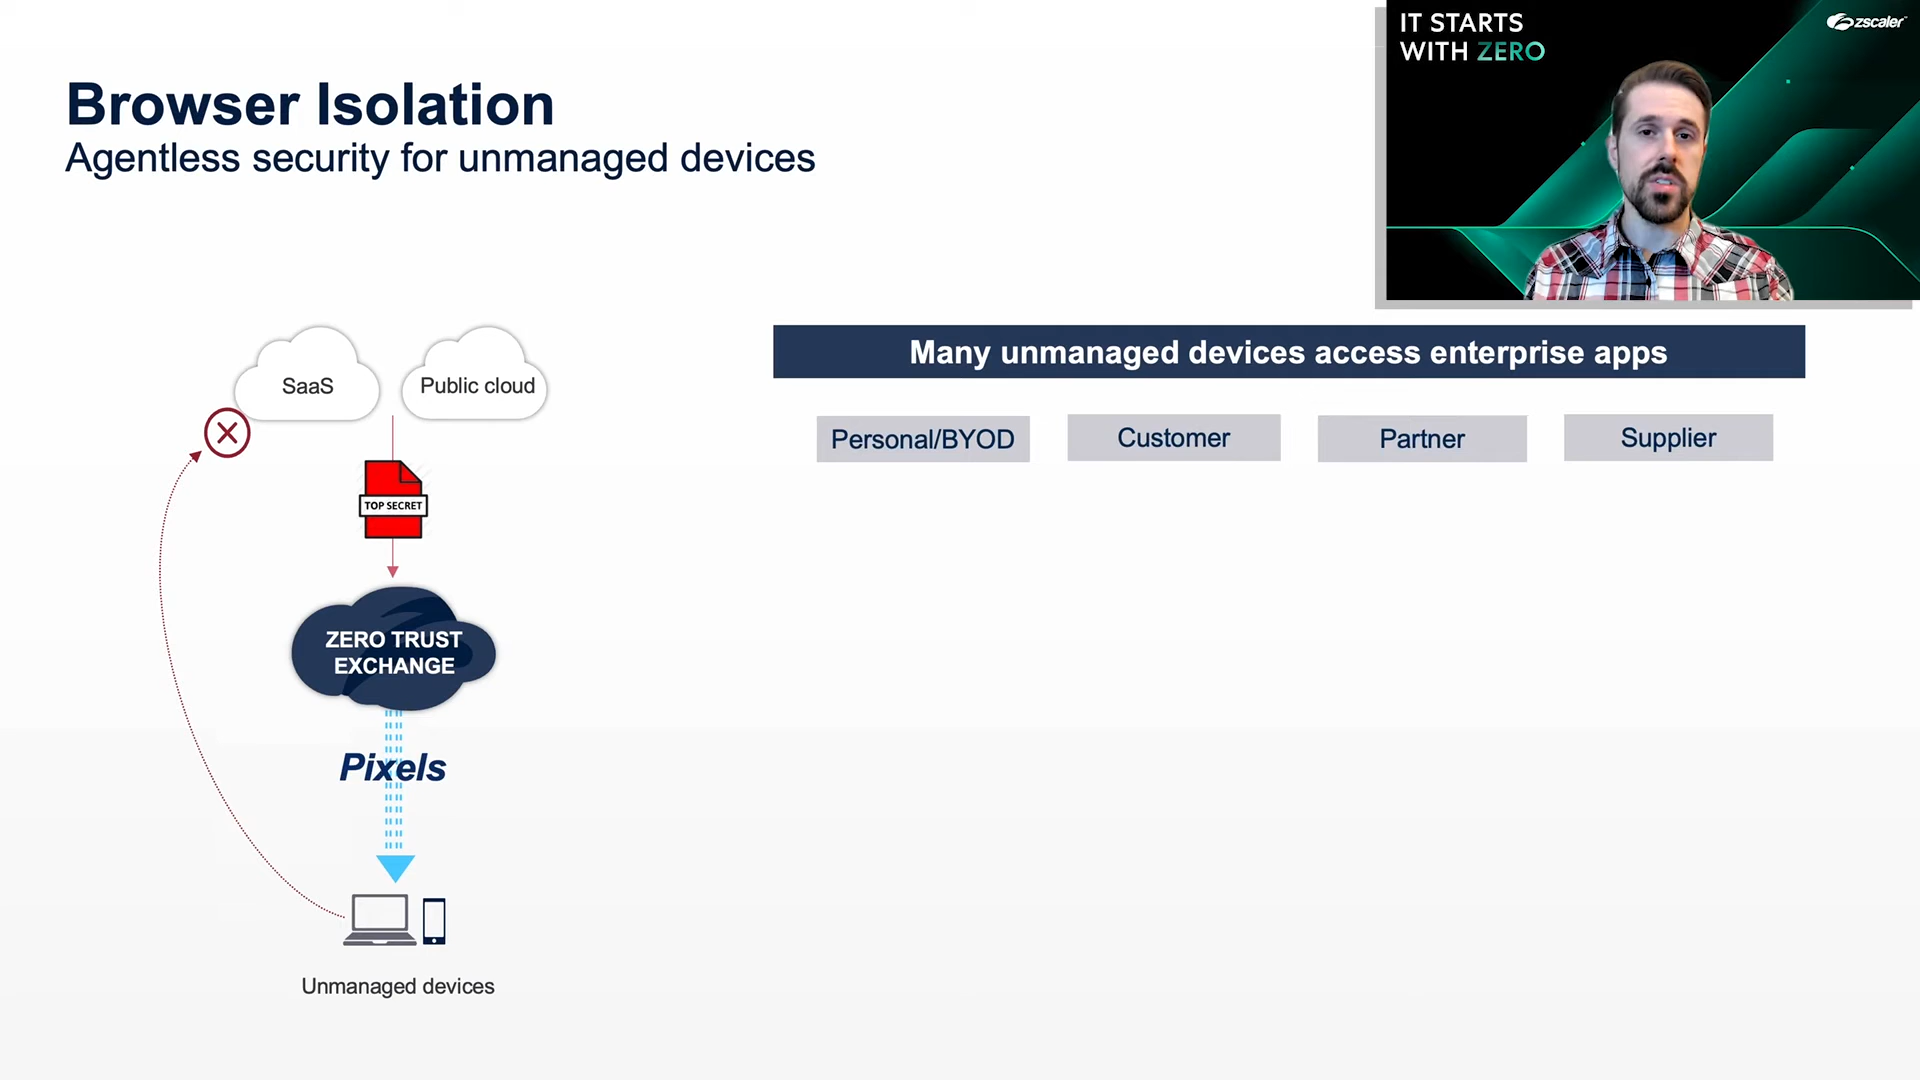 IT STARTS
WITH ZERO
zscaler
Browser Isolation
Agentless security for unmanaged devices
SaaS
Public cloud
TOP SECRET
ZERO TRUST
EXCHANGE
Pixels
Unmanaged devices
Many unmanaged devices access enterprise apps
Personal/BYOD
Customer
Partner
Supplier